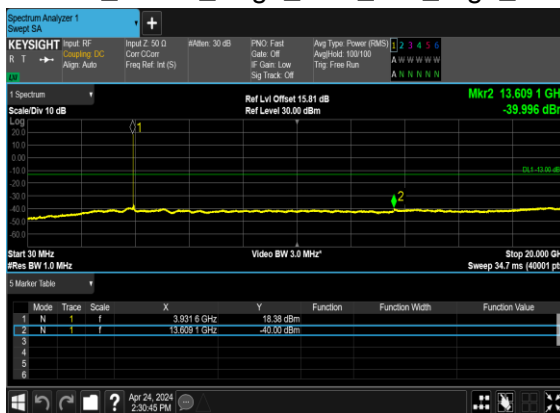 Spectrum Analyzer 1
Swept SA
+
KEYSIGHT Input: RF Input Z: 50 Ω #Atten: 30 dB PNO: Fast Avg Type: Power (RMS) 1 2 3 4 5 6
R T Coupling: DC Corr CCorr Gate: Off Avg|Hold: 100/100 A W W W W W
Align: Auto Freq Ref: Int (S) IF Gain: Low Trig: Free Run
Sig Track: Off A N N N N N
LU
1 Spectrum Ref Lvl Offset 15.81 dB Mkr2 13.609 1 GH
Scale/Div 10 dB Ref Level 30.00 dBm -39.996 dBm
Log
20.0
10.0
0.00
-10.0
DL1 -13.00 dB
-20.0
-30.0
-40.0
-50.0
-60.0
1
2
Start 30 MHz Video BW 3.0 MHz* Stop 20.000 GH
#Res BW 1.0 MHz Sweep 34.7 ms (40001 pt
5 Marker Table
Mode Trace Scale X Y Function Function Width Function Value
1 N 1 f 3.931 6 GHz 18.38 dBm
2 N 1 f 13.609 1 GHz -40.00 dBm
3
4
5
6
? Apr 24, 2024
2:30:45 PM